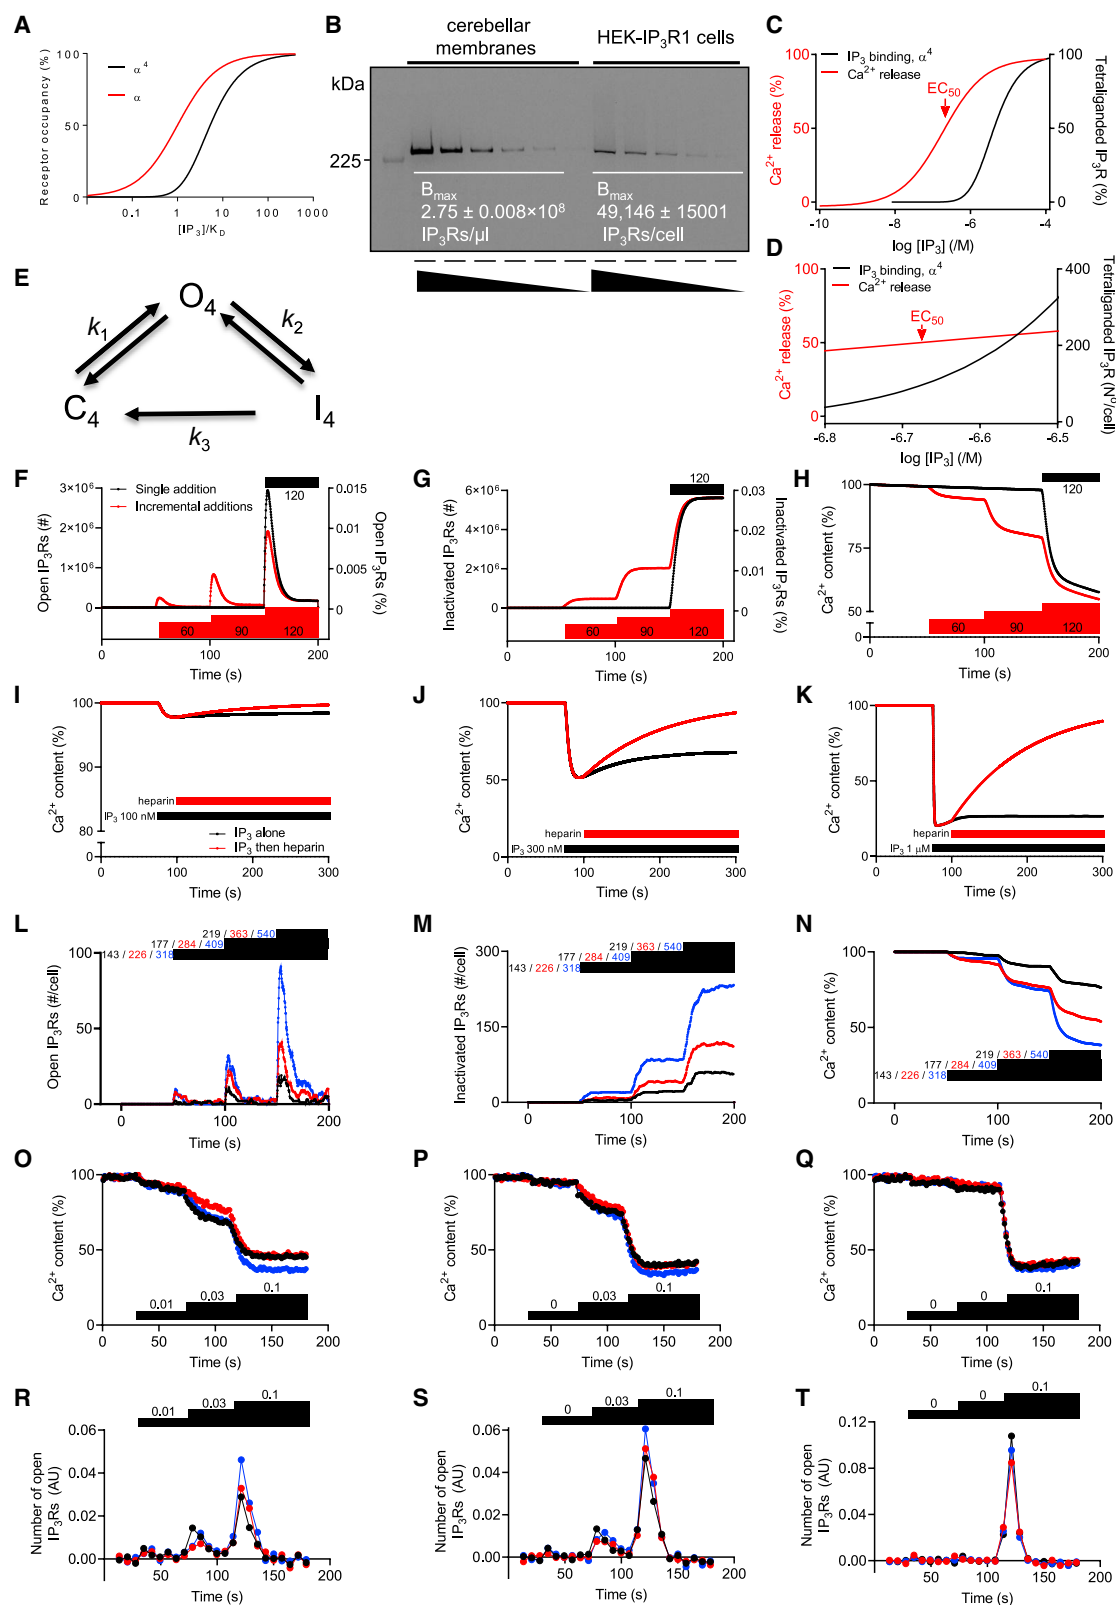 A
Receptor occupancy (%)
100
50
0
α⁴
α
0.1
1
10
100
1000
[IP₃]/K_D
B
cerebellar
membranes
HEK-IP₃R1 cells
kDa
225
B_max
2.75 ± 0.008×10⁸
IP₃Rs/µl
B_max
49,146 ± 15001
IP₃Rs/cell
C
IP₃ binding, α⁴
Ca²⁺ release
EC₅₀
Ca²⁺ release (%)
100
50
0
Tetraliganded IP₃R (%)
100
50
0
-10
-8
-6
-4
log [IP₃] (/M)
D
IP₃ binding, α⁴
Ca²⁺ release
EC₅₀
Ca²⁺ release (%)
100
50
0
Tetraliganded IP₃R (Nº/cell)
400
200
0
-6.8
-6.7
-6.6
-6.5
log [IP₃] (/M)
E
O₄
k₁
k₂
C₄
I₄
k₃
F
Single addition
Incremental additions
Open IP₃Rs (#)
3×10⁶
2×10⁶
1×10⁶
0
Open IP₃Rs (%)
0.015
0.010
0.005
0
120
60
90
120
0
100
200
Time (s)
G
Inactivated IP₃Rs (#)
6×10⁶
4×10⁶
2×10⁶
0
Inactivated IP₃Rs (%)
0.03
0.02
0.01
0
120
60
90
120
0
100
200
Time (s)
H
Ca²⁺ content (%)
100
75
50
0
120
60
90
120
0
100
200
Time (s)
I
Ca²⁺ content (%)
100
90
80
0
heparin
IP₃ 100 nM
IP₃ alone
IP₃ then heparin
0
100
200
300
Time (s)
J
Ca²⁺ content (%)
100
50
0
heparin
IP₃ 300 nM
0
100
200
300
Time (s)
K
Ca²⁺ content (%)
100
50
0
heparin
IP₃ 1 µM
0
100
200
300
Time (s)
L
Open IP₃Rs (#/cell)
100
50
0
219 / 363 / 540
177 / 284 / 409
143 / 226 / 318
0
100
200
Time (s)
M
Inactivated IP₃Rs (#/cell)
300
150
0
219 / 363 / 540
177 / 284 / 409
143 / 226 / 318
0
100
200
Time (s)
N
Ca²⁺ content (%)
100
50
0
219 / 363 / 540
177 / 284 / 409
143 / 226 / 318
0
100
200
Time (s)
O
Ca²⁺ content (%)
100
50
0
0.01
0.03
0.1
0
50
100
150
200
Time (s)
P
Ca²⁺ content (%)
100
50
0
0
0.03
0.1
0
50
100
150
200
Time (s)
Q
Ca²⁺ content (%)
100
50
0
0
0
0.1
0
50
100
150
200
Time (s)
R
Number of open
IP₃Rs (AU)
0.06
0.04
0.02
0.00
0.01
0.03
0.1
50
100
150
200
Time (s)
S
Number of open
IP₃Rs (AU)
0.06
0.04
0.02
0.00
0
0.03
0.1
50
100
150
200
Time (s)
T
Number of open
IP₃Rs (AU)
0.12
0.08
0.04
0.00
0
0
0.1
50
100
150
200
Time (s)